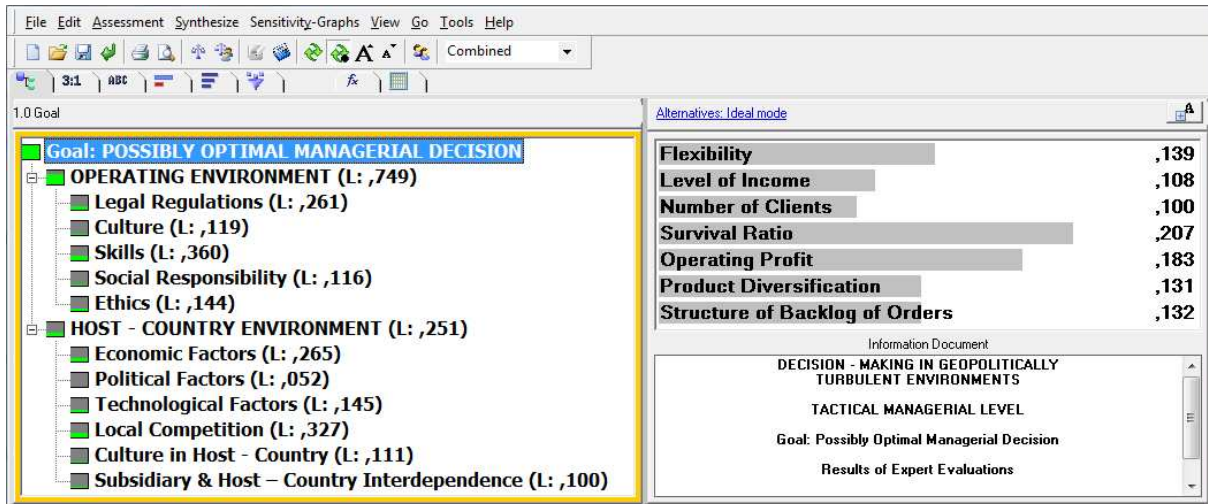 File Edit Assessment Synthesize Sensitivity-Graphs View Go Tools Help
A A Combined
3:1 ABC fx
1.0 Goal
Goal: POSSIBLY OPTIMAL MANAGERIAL DECISION
OPERATING ENVIRONMENT (L: ,749)
Legal Regulations (L: ,261)
Culture (L: ,119)
Skills (L: ,360)
Social Responsibility (L: ,116)
Ethics (L: ,144)
HOST - COUNTRY ENVIRONMENT (L: ,251)
Economic Factors (L: ,265)
Political Factors (L: ,052)
Technological Factors (L: ,145)
Local Competition (L: ,327)
Culture in Host - Country (L: ,111)
Subsidiary & Host – Country Interdependence (L: ,100)
Alternatives: Ideal mode A
Flexibility ,139
Level of Income ,108
Number of Clients ,100
Survival Ratio ,207
Operating Profit ,183
Product Diversification ,131
Structure of Backlog of Orders ,132
Information Document
DECISION - MAKING IN GEOPOLITICALLY
TURBULENT ENVIRONMENTS
TACTICAL MANAGERIAL LEVEL
Goal: Possibly Optimal Managerial Decision
Results of Expert Evaluations